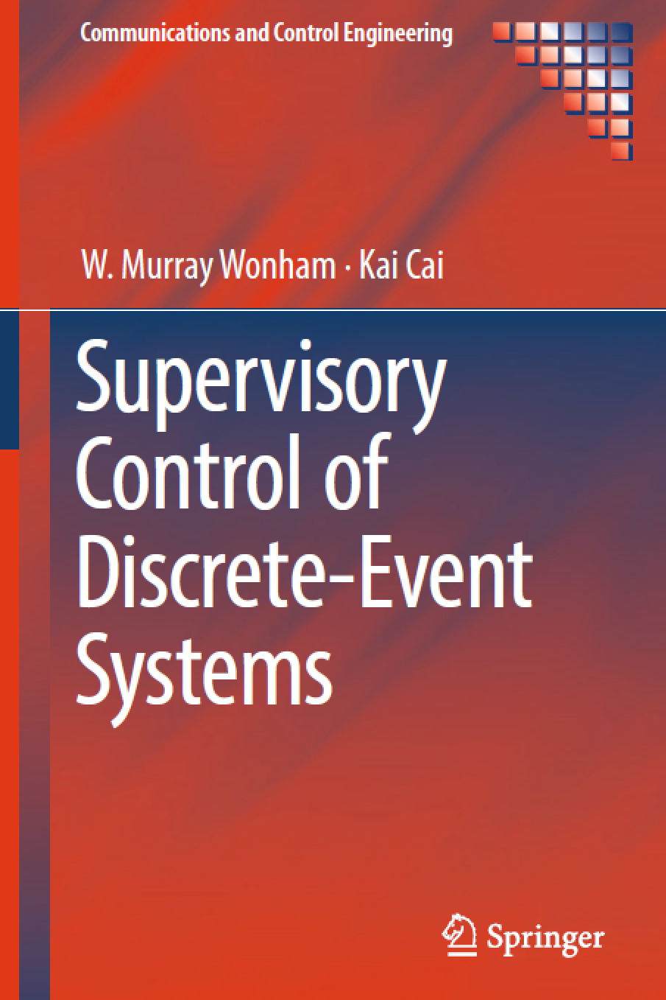 Communications and Control Engineering
W. Murray Wonham · Kai Cai
Supervisory
Control of
Discrete-Event
Systems
Springer